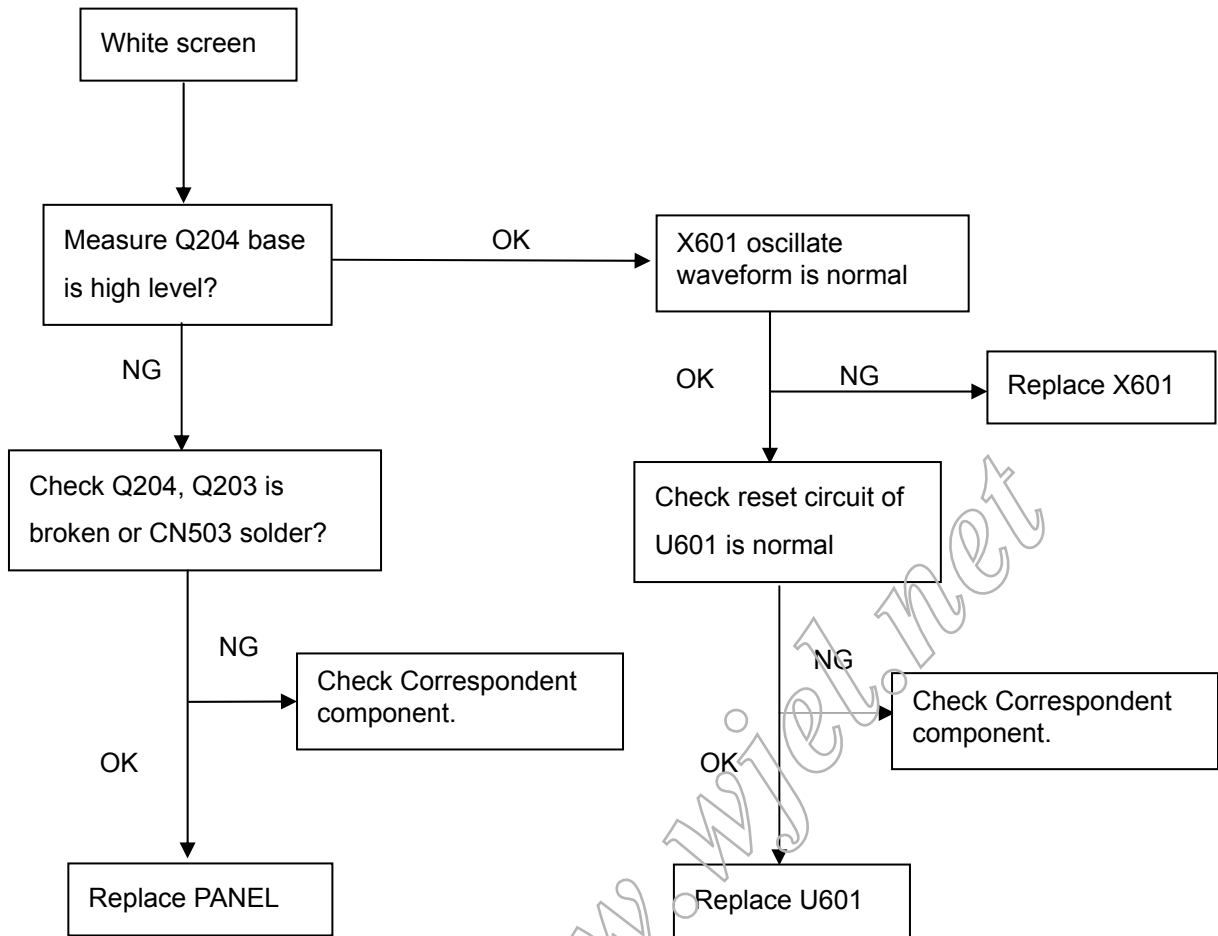 White screen
Measure Q204 base
is high level?
OK
X601 oscillate
waveform is normal
NG
OK
NG
Replace X601
Check Q204, Q203 is
broken or CN503 solder?
Check reset circuit of
U601 is normal
NG
Check Correspondent
component.
NG
Check Correspondent
component.
OK
OK
Replace PANEL
Replace U601
w.wjel.net